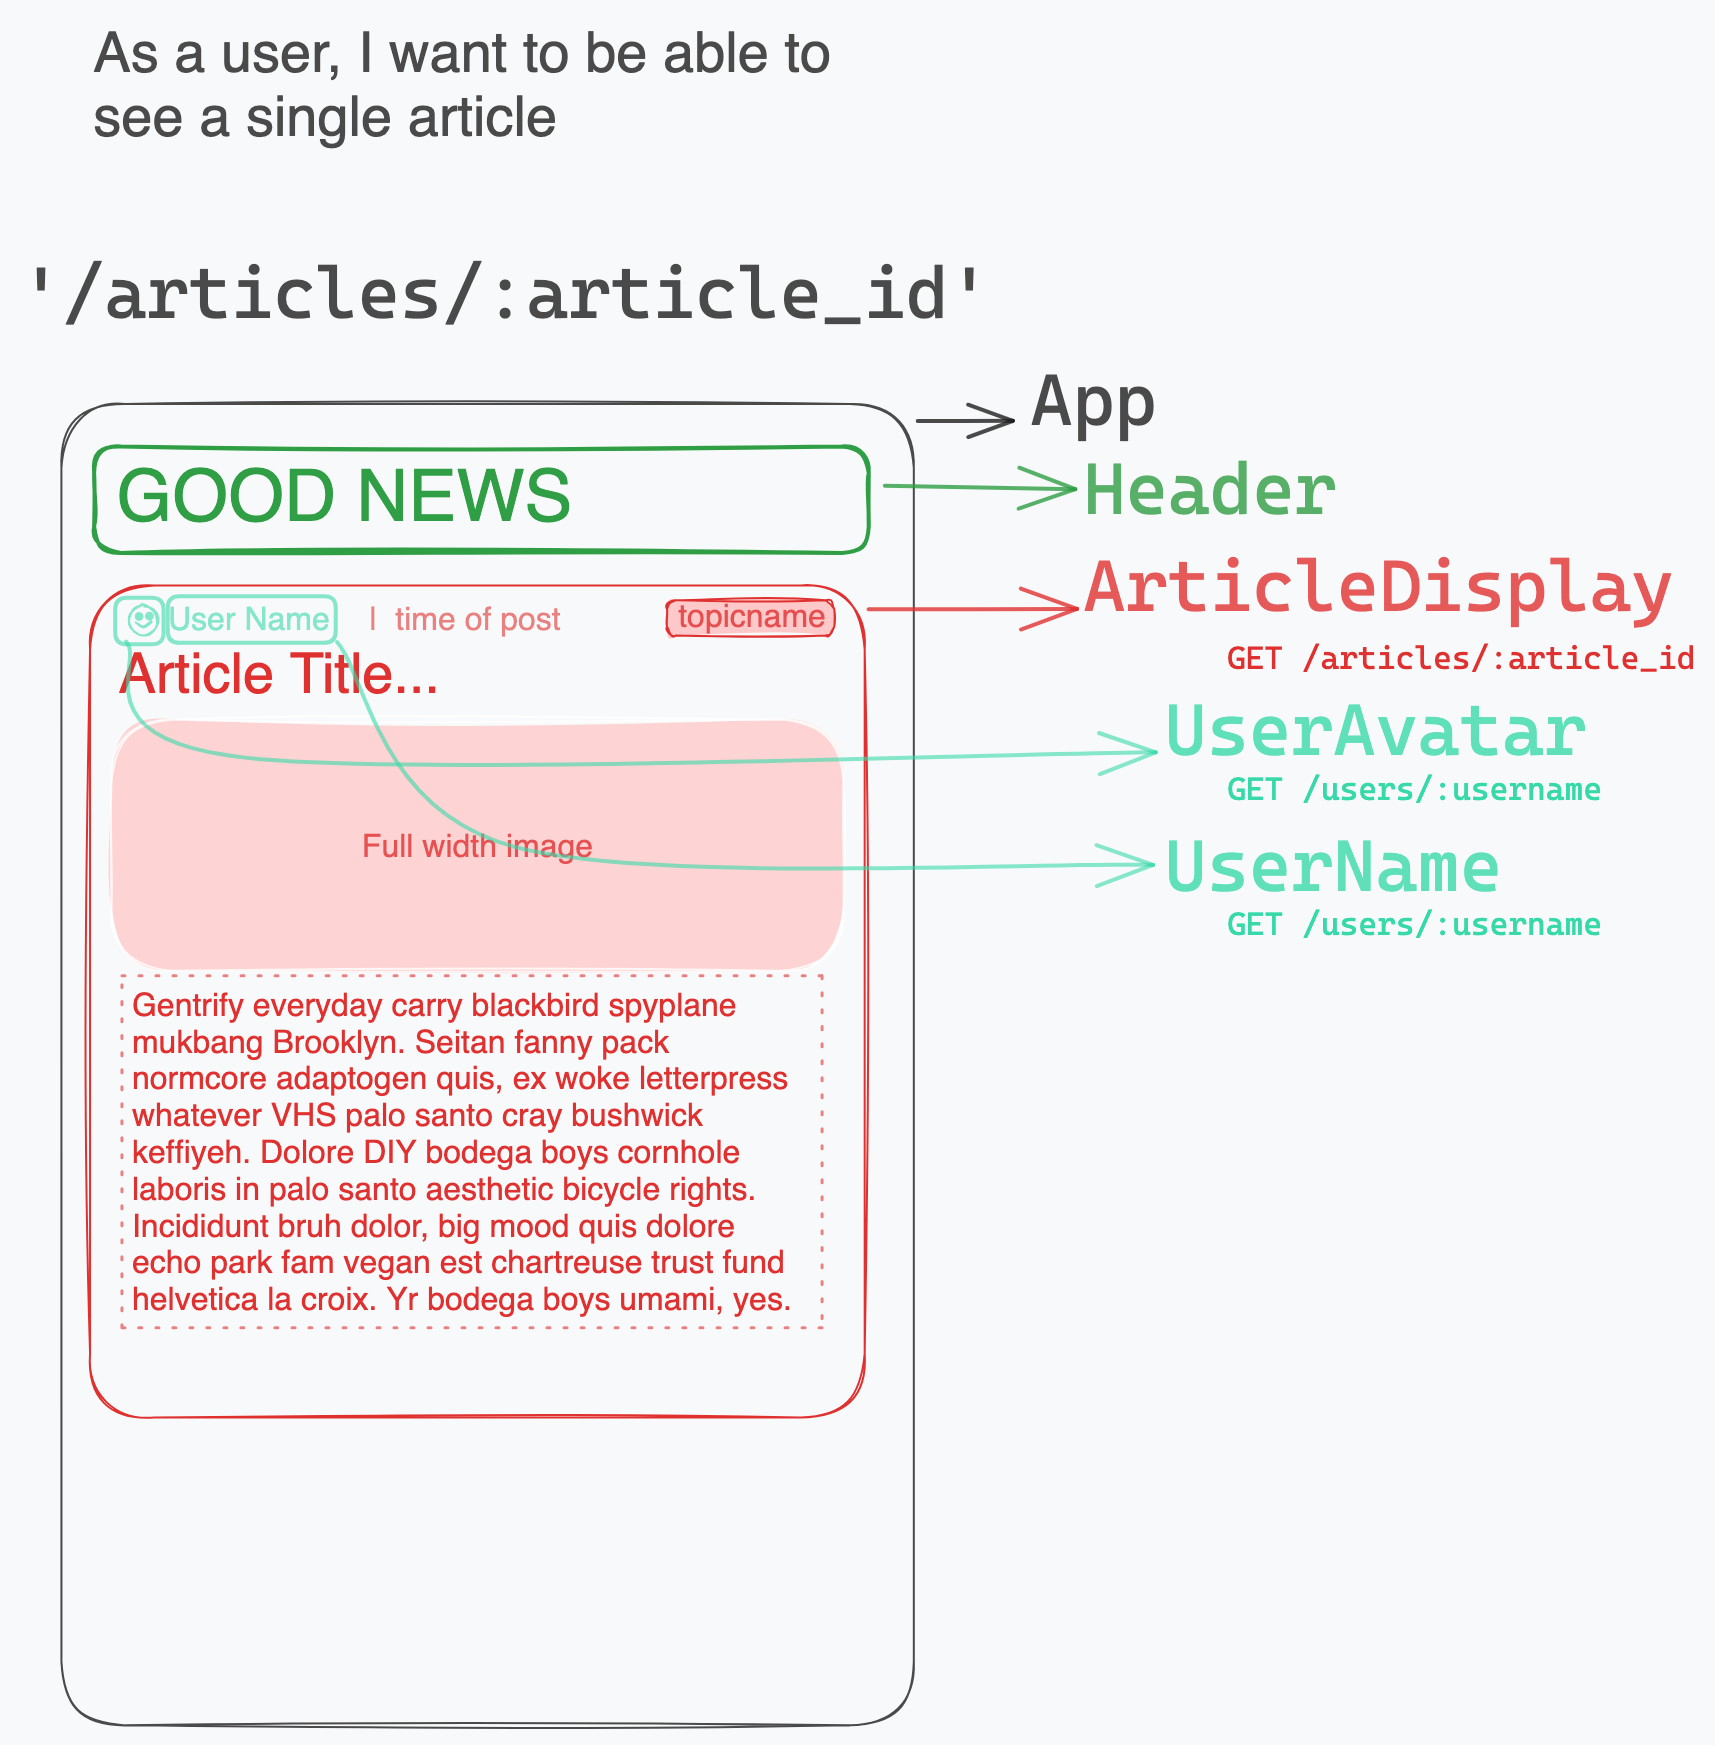 As a user, I want to be able to
see a single article
'/articles/:article_id'
App
GOOD NEWS
Header
ArticleDisplay
GET /articles/:article_id
User Name | time of post topicname
Article Title...
UserAvatar
GET /users/:username
Full width image
UserName
GET /users/:username
Gentrify everyday carry blackbird spyplane
mukbang Brooklyn. Seitan fanny pack
normcore adaptogen quis, ex woke letterpress
whatever VHS palo santo cray bushwick
keffiyeh. Dolore DIY bodega boys cornhole
laboris in palo santo aesthetic bicycle rights.
Incididunt bruh dolor, big mood quis dolore
echo park fam vegan est chartreuse trust fund
helvetica la croix. Yr bodega boys umami, yes.